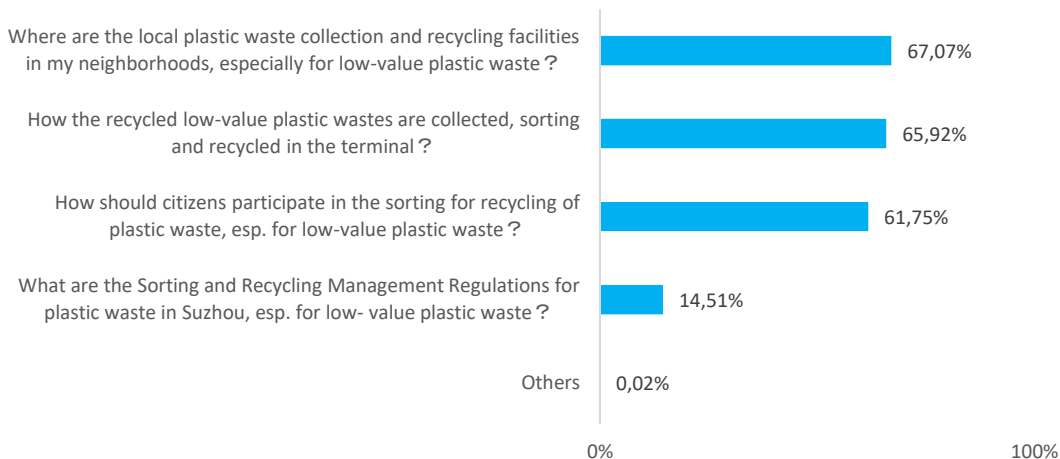 Where are the local plastic waste collection and recycling facilities
in my neighborhoods, especially for low-value plastic waste？
67,07%
How the recycled low-value plastic wastes are collected, sorting
and recycled in the terminal？
65,92%
How should citizens participate in the sorting for recycling of
plastic waste, esp. for low-value plastic waste？
61,75%
What are the Sorting and Recycling Management Regulations for
plastic waste in Suzhou, esp. for low- value plastic waste？
14,51%
Others
0,02%
0%
100%